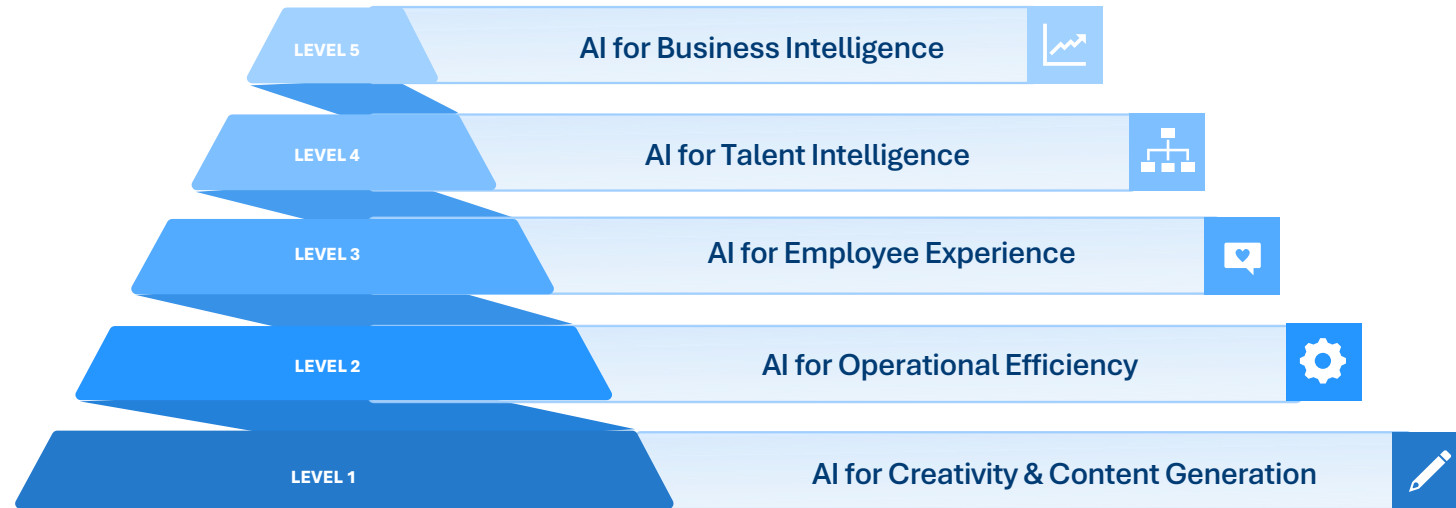 LEVEL 5
AI for Business Intelligence
LEVEL 4
AI for Talent Intelligence
LEVEL 3
AI for Employee Experience
LEVEL 2
AI for Operational Efficiency
LEVEL 1
AI for Creativity & Content Generation